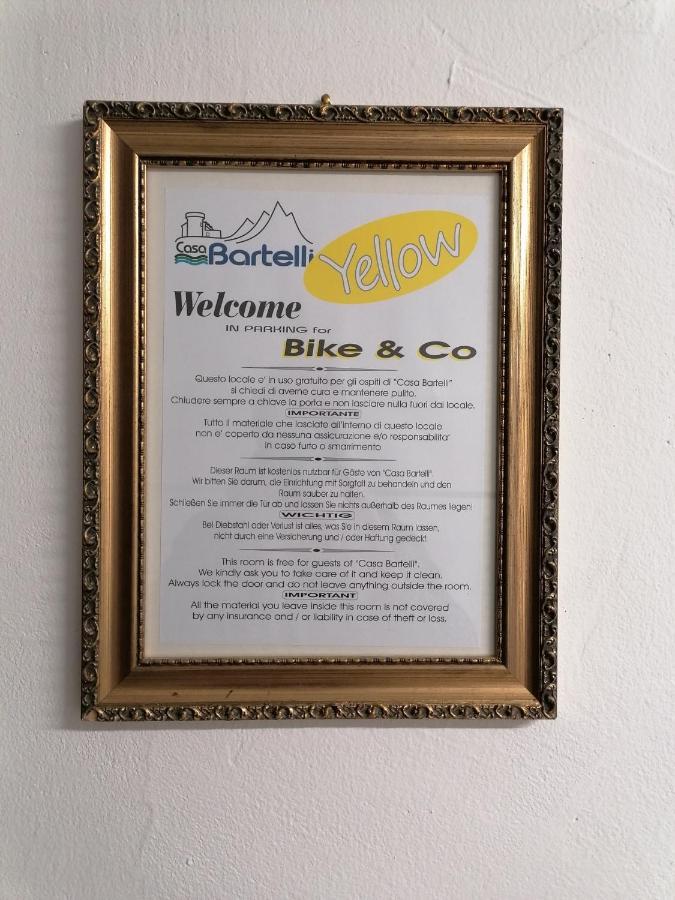 Casa
Bartelli
Yellow
Welcome
IN PARKING for
Bike & Co
Questo locale e' in uso gratuito per gli ospiti di "Casa Bartelli"
si chiedi di averne cura e mantenere pulito.
Chiudere sempre a chiave la porta e non lasciare nulla fuori dai locale.
IMPORTANTE
Tutto il materiale che lasciate all'interno di questo locale
non e' coperto da nessuna assicurazione e/o responsabilita'
in caso furto o smarrimento
Dieser Raum ist kostenlos nutzbar für Gäste von "Casa Bartelli".
Wir bitten Sie darum, die Einrichtung mit Sorgfalt zu behandeln und den
Raum sauber zu halten.
Schließen Sie immer die Tür ab und lassen Sie nichts außerhalb des Raumes liegen!
WICHTIG
Bei Diebstahl oder Verlust ist alles, was Sie in diesem Raum lassen,
nicht durch eine Versicherung und / oder Haftung gedeckt!
This room is free for guests of "Casa Bartelli".
We kindly ask you to take care of it and keep it clean.
Always lock the door and do not leave anything outside the room.
IMPORTANT
All the material you leave inside this room is not covered
by any insurance and / or liability in case of theft or loss.